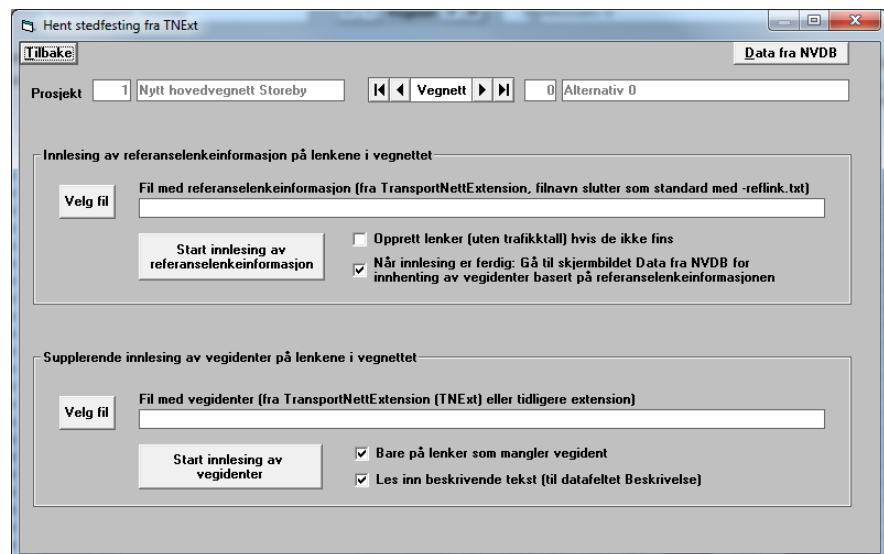 Hent stedfesting fra TNExt
Tilbake
Data fra NVDB
Prosjekt 1 Nytt hovedvegnett Storeby Vegnett 0 Alternativ 0
Innlesing av referanselenkeinformasjon på lenkene i vegnettet
Fil med referanselenkeinformasjon (fra TransportNettExtension, filnavn slutter som standard med -reflink.txt)
Velg fil
Start innlesing av
referanselenkeinformasjon
Opprett lenker (uten trafikktall) hvis de ikke fins
Når innlesing er ferdig: Gå til skjermbildet Data fra NVDB for
innhenting av vegidenter basert på referanselenkeinformasjonen
Supplerende innlesing av vegidenter på lenkene i vegnettet
Fil med vegidenter (fra TransportNettExtension (TNExt) eller tidligere extension)
Velg fil
Start innlesing av
vegidenter
Bare på lenker som mangler vegident
Les inn beskrivende tekst (til datafeltet Beskrivelse)